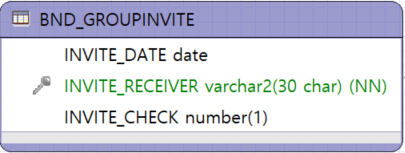 BND_GROUPINVITE
INVITE_DATE date
INVITE_RECEIVER varchar2(30 char) (NN)
INVITE_CHECK number(1)